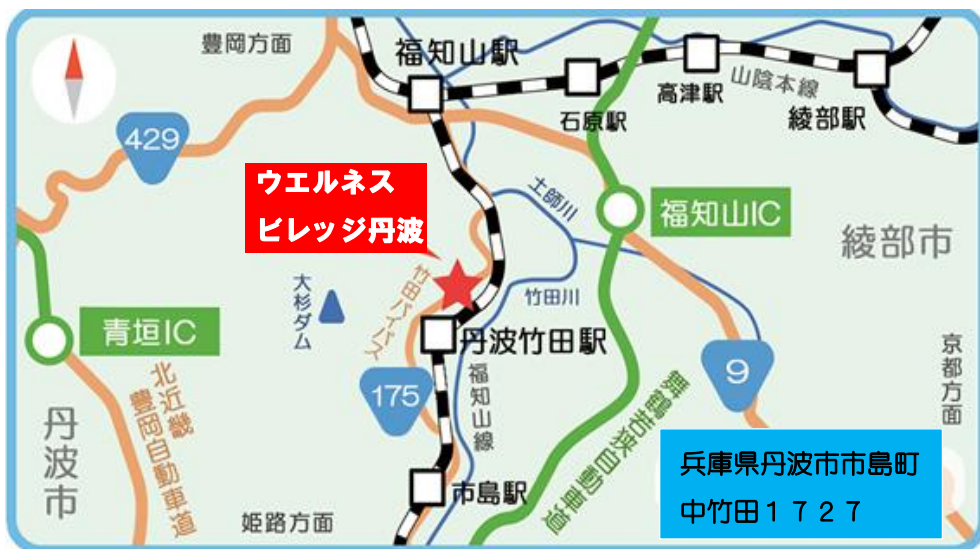 豊岡方面
福知山駅
石原駅
高津駅
山陰本線
綾部駅
429
ウエルネス
ビレッジ丹波
土師川
福知山IC
綾部市
大杉ダム
竹田バイパス
竹田川
青垣IC
丹波竹田駅
175
福知山線
9
京都方面
北近畿
豊岡自動車道
丹波市
舞鶴若狭自動車道
市島駅
姫路方面
兵庫県丹波市市島町
中竹田１７２７